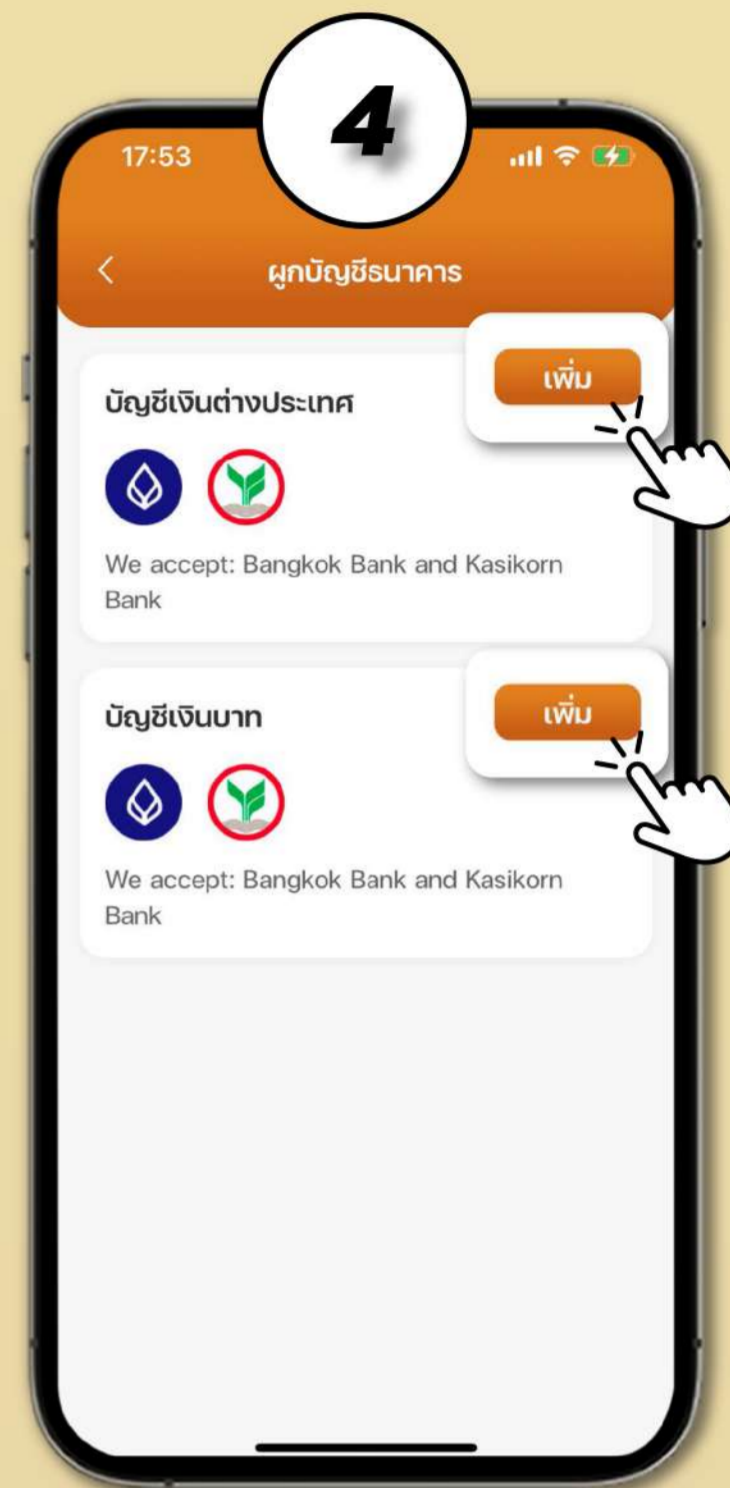 4
17:53
ผูกบัญชีธนาคาร
บัญชีเงินต่างประเทศ
เพิ่ม
We accept: Bangkok Bank and Kasikorn
Bank
บัญชีเงินบาท
เพิ่ม
We accept: Bangkok Bank and Kasikorn
Bank